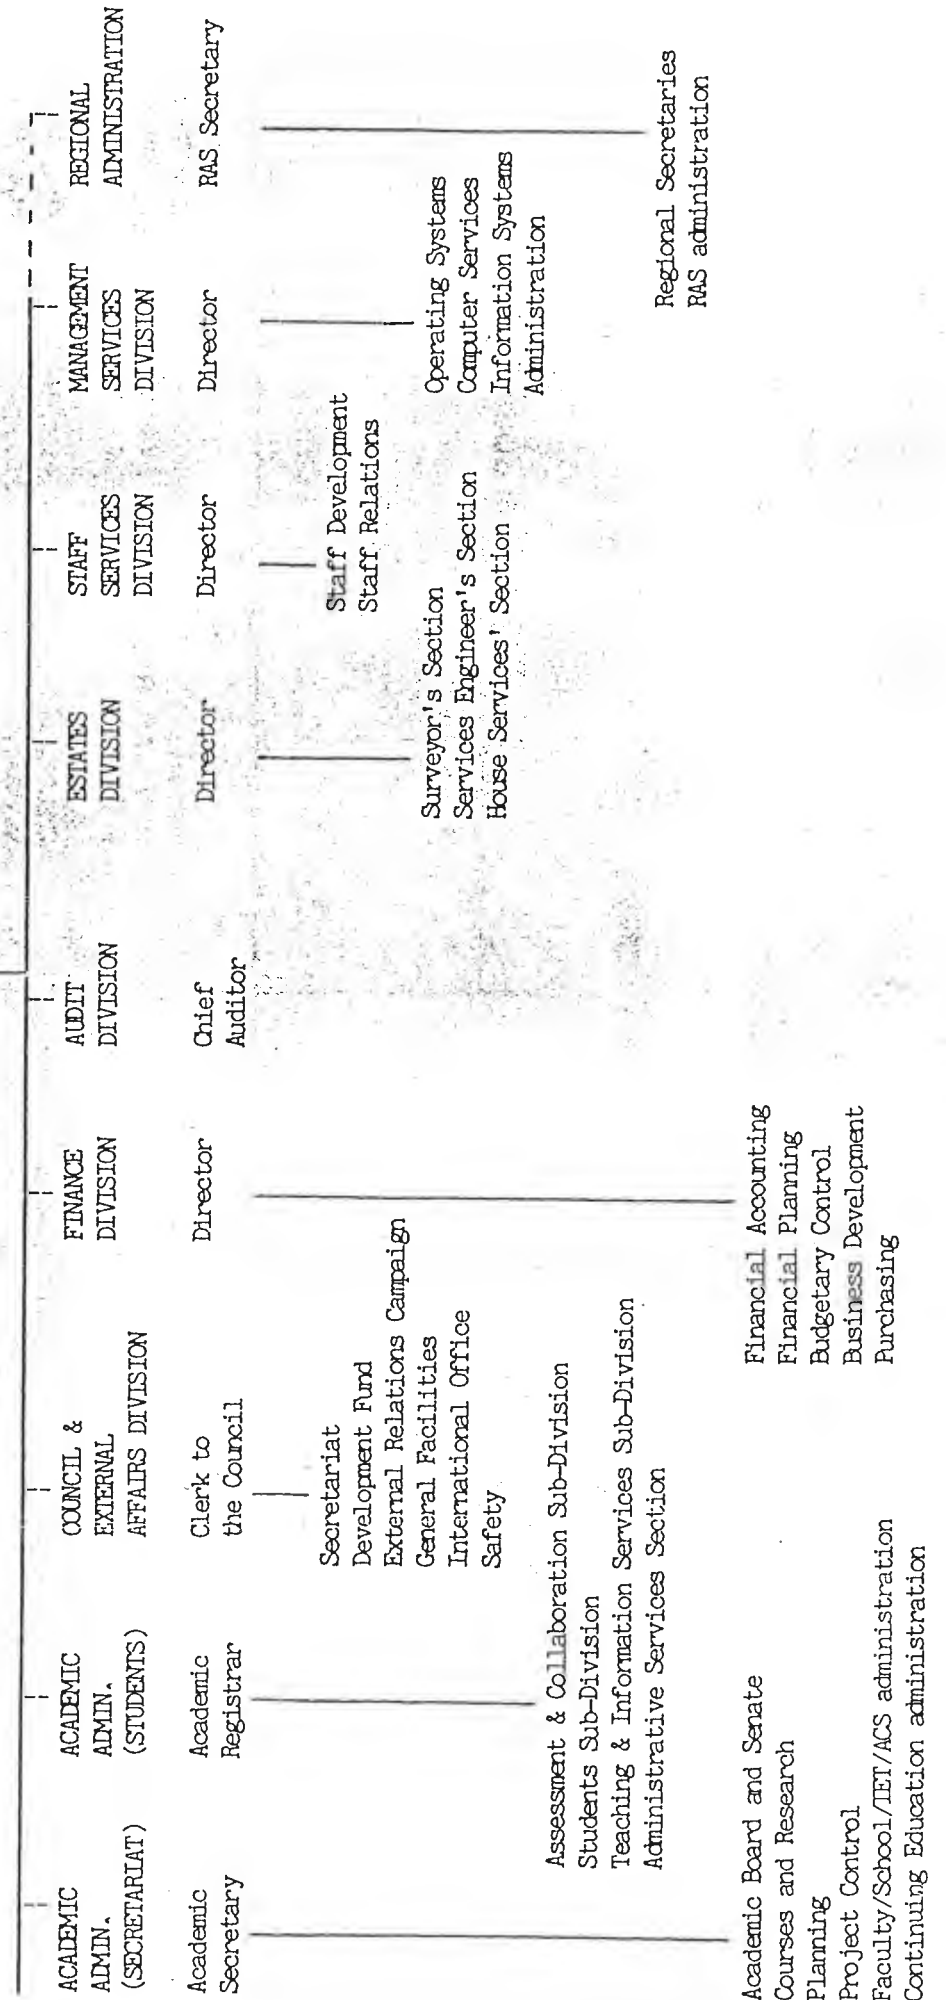 ACADEMIC
ADMIN.
(SECRETARIAT)
Academic
Secretary
Academic Board and Senate
Courses and Research
Planning
Project Control
Faculty/School/IET/ACS administration
Continuing Education administration
ACADEMIC
ADMIN.
(STUDENTS)
Academic
Registrar
Assessment & Collaboration Sub-Division
Students Sub-Division
Teaching & Information Services Sub-Division
Administrative Services Section
COUNCIL &
EXTERNAL
AFFAIRS DIVISION
Clerk to
the Council
Secretariat
Development Fund
External Relations Campaign
General Facilities
International Office
Safety
FINANCE
DIVISION
Director
Financial Accounting
Financial Planning
Budgetary Control
Business Development
Purchasing
AUDIT
DIVISION
Chief
Auditor
ESTATES
DIVISION
Director
Surveyor's Section
Services Engineer's Section
House Services' Section
STAFF
SERVICES
DIVISION
Director
Staff Development
Staff Relations
MANAGEMENT
SERVICES
DIVISION
Director
Operating Systems
Computer Services
Information Systems
Administration
REGIONAL
ADMINISTRATION
RAS Secretary
Regional Secretaries
RAS administration